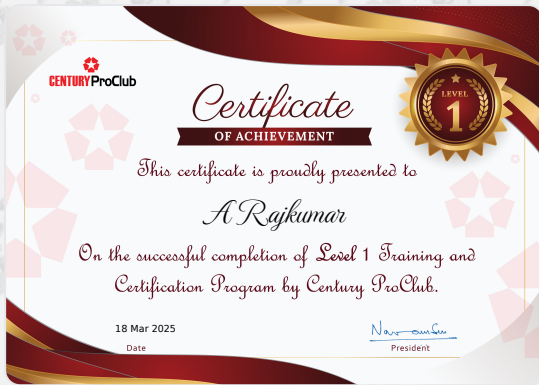 CENTURY ProClub
Certificate
OF ACHIEVEMENT
LEVEL
1
This certificate is proudly presented to
A Rajkumar
On the successful completion of Level 1 Training and
Certification Program by Century ProClub.
18 Mar 2025
Date
President